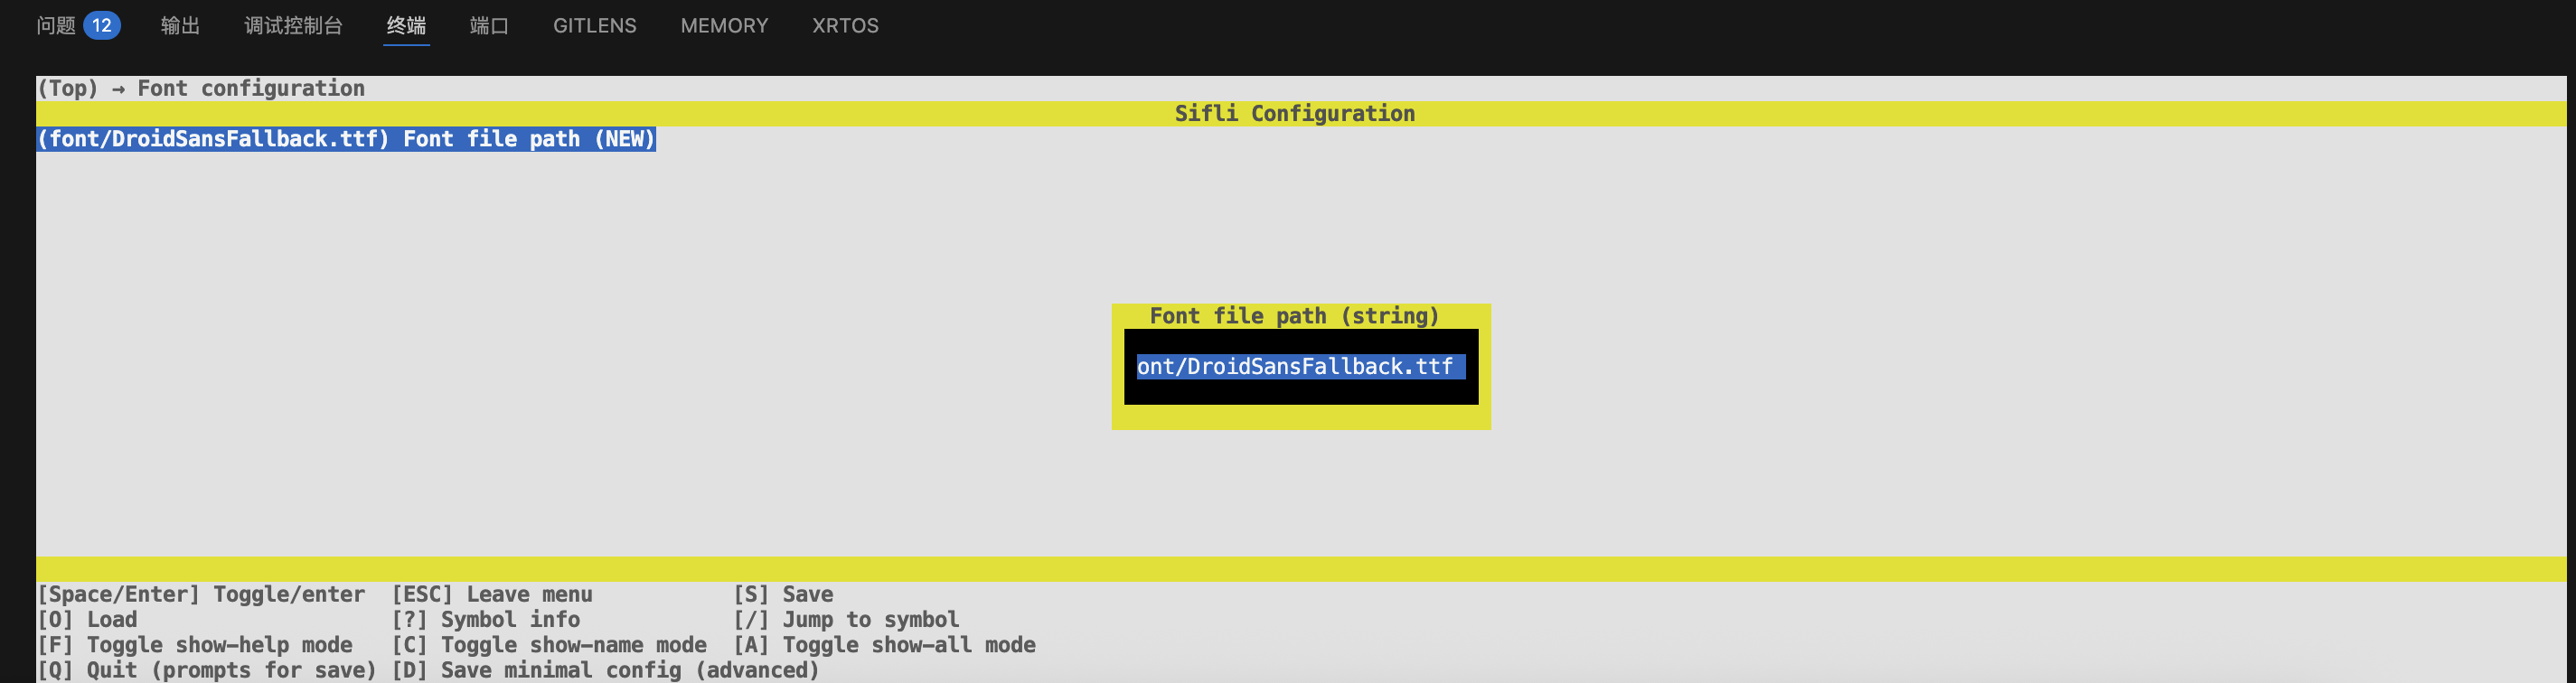 问题 12 输出 调试控制台 终端 端口 GITLENS MEMORY XRTOS
(Top) → Font configuration
Sifli Configuration
(font/DroidSansFallback.ttf) Font file path (NEW)
Font file path (string)
ont/DroidSansFallback.ttf
[Space/Enter] Toggle/enter [ESC] Leave menu [S] Save
[O] Load [?] Symbol info [/] Jump to symbol
[F] Toggle show-help mode [C] Toggle show-name mode [A] Toggle show-all mode
[Q] Quit (prompts for save) [D] Save minimal config (advanced)